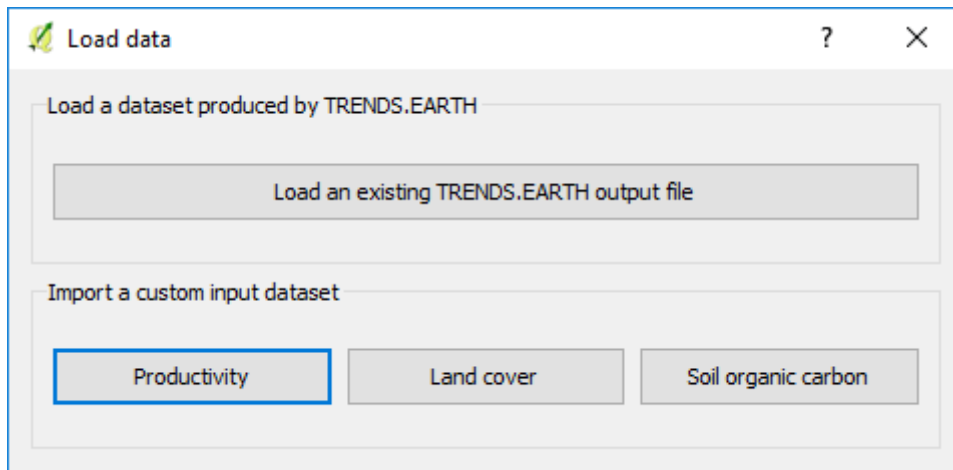 Load data ?
Load a dataset produced by TRENDS.EARTH
Load an existing TRENDS.EARTH output file
Import a custom input dataset
Productivity Land cover Soil organic carbon